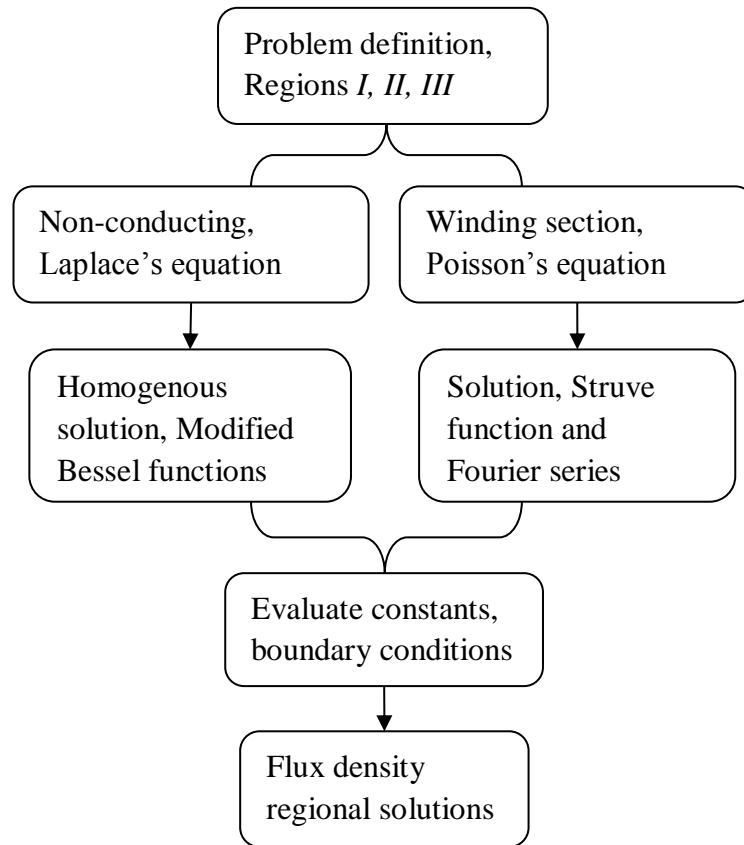 Problem definition,
Regions I, II, III
Non-conducting,
Laplace's equation
Winding section,
Poisson's equation
Homogenous
solution, Modified
Bessel functions
Solution, Struve
function and
Fourier series
Evaluate constants,
boundary conditions
Flux density
regional solutions